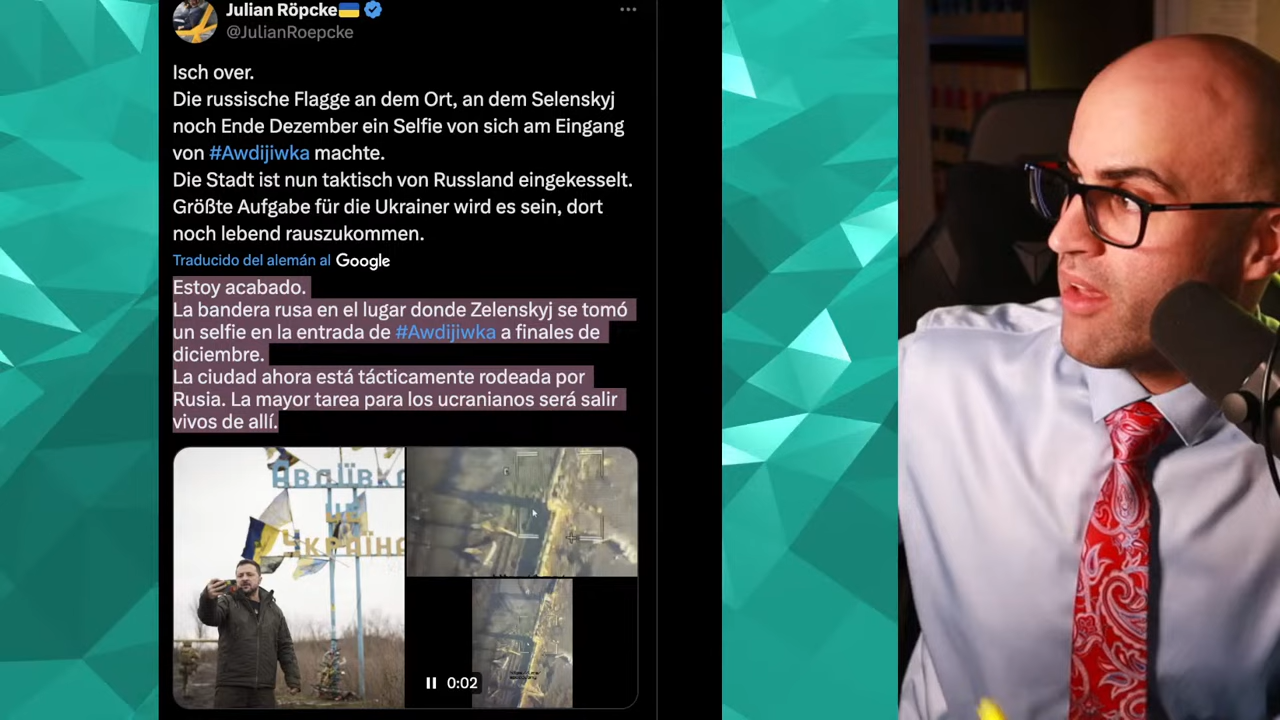 Julian Röpcke
@JulianRoepcke
Isch over.
Die russische Flagge an dem Ort, an dem Selenskyj
noch Ende Dezember ein Selfie von sich am Eingang
von #Awdijiwka machte.
Die Stadt ist nun taktisch von Russland eingekesselt.
Größte Aufgabe für die Ukrainer wird es sein, dort
noch lebend rauszukommen.
Traducido del alemán al Google
Estoy acabado.
La bandera rusa en el lugar donde Zelenskyj se tomó
un selfie en la entrada de #Awdijiwka a finales de
diciembre.
La ciudad ahora está tácticamente rodeada por
Rusia. La mayor tarea para los ucranianos será salir
vivos de allí.
Авдіївка
це
Україна
0:02